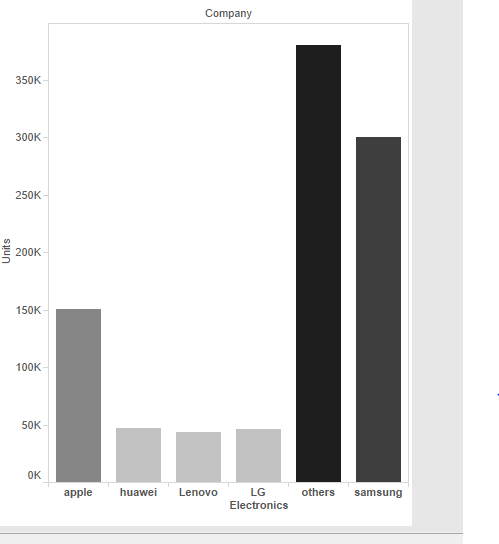 Company
350K
300K
250K
200K
150K
100K
50K
0K
Units
apple huawei Lenovo LG Electronics others samsung